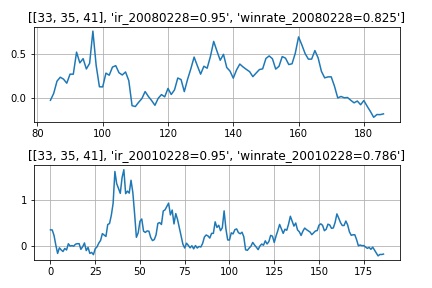 [[33, 35, 41], 'ir_20080228=0.95', 'winrate_20080228=0.825']
0.5
0.0
80 100 120 140 160 180
[[33, 35, 41], 'ir_20010228=0.95', 'winrate_20010228=0.786']
1
0
0 25 50 75 100 125 150 175